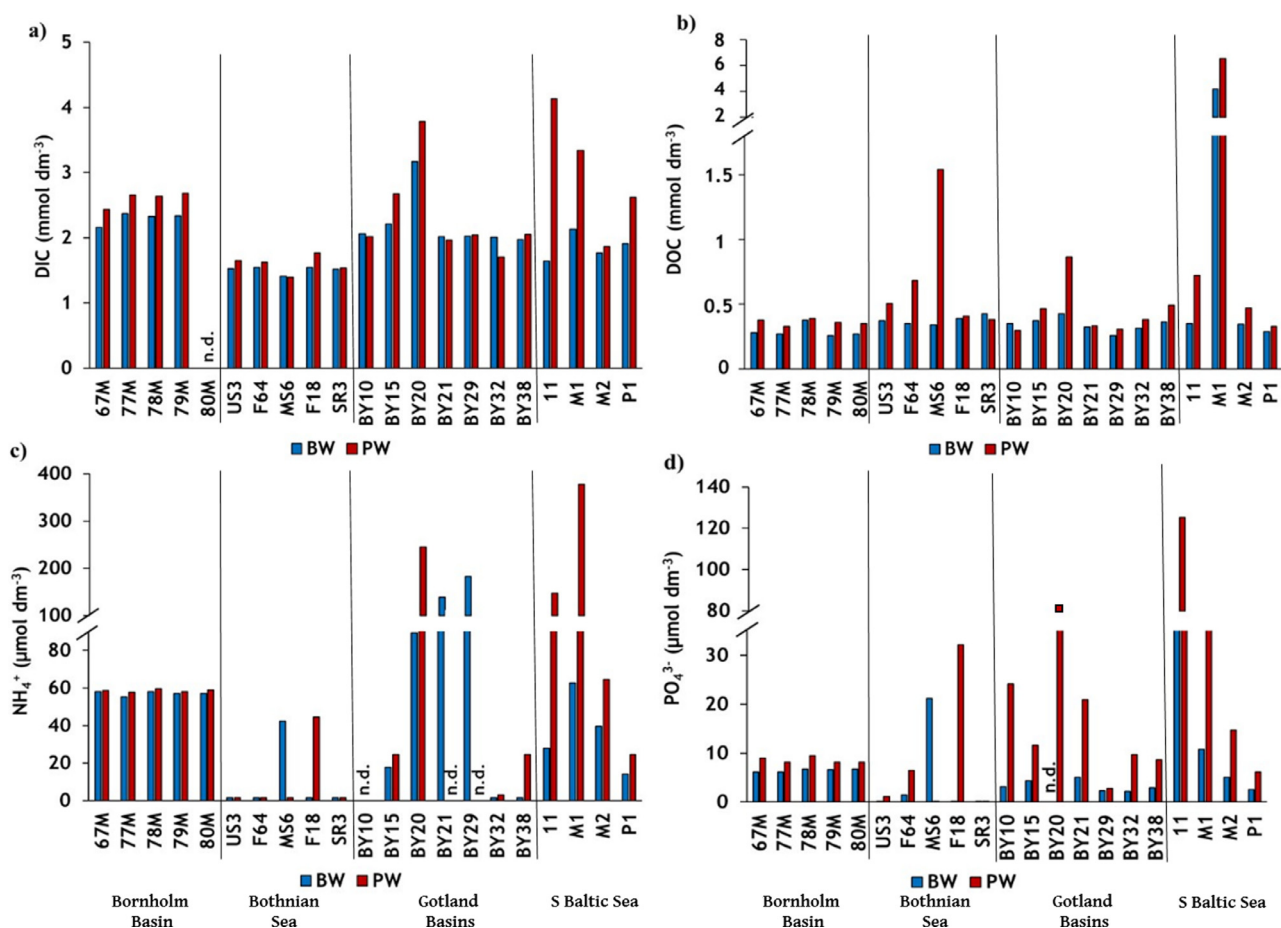 a)
DIC (mmol dm-3)
5
4
3
2
1
0
n.d.
67M 77M 78M 79M 80M US3 F64 MS6 F18 SR3 BY10 BY15 BY20 BY21 BY29 BY32 BY38 11 M1 M2 P1
BW PW
b)
DOC (mmol dm-3)
8
6
4
2
1.5
1
0.5
0
67M 77M 78M 79M 80M US3 F64 MS6 F18 SR3 BY10 BY15 BY20 BY21 BY29 BY32 BY38 11 M1 M2 P1
BW PW
c)
NH4+ (µmol dm-3)
400
300
200
100
80
60
40
20
0
n.d. n.d. n.d.
67M 77M 78M 79M 80M US3 F64 MS6 F18 SR3 BY10 BY15 BY20 BY21 BY29 BY32 BY38 11 M1 M2 P1
BW PW
Bornholm Basin Bothnian Sea Gotland Basins S Baltic Sea
d)
PO43- (µmol dm-3)
140
120
100
80
30
20
10
0
n.d.
67M 77M 78M 79M 80M US3 F64 MS6 F18 SR3 BY10 BY15 BY20 BY21 BY29 BY32 BY38 11 M1 M2 P1
BW PW
Bornholm Basin Bothnian Sea Gotland Basins S Baltic Sea